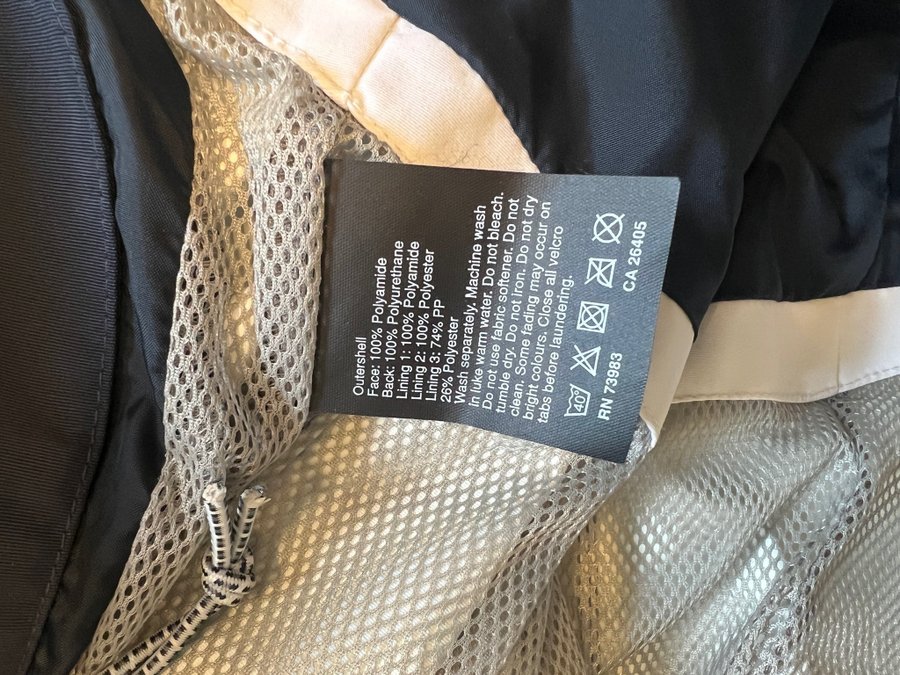 Outershell
Face: 100% Polyamide
Back: 100% Polyurethane
Lining 1: 100% Polyamide
Lining 2: 100% Polyester
Lining 3: 74% PP
26% Polyester
Wash separately. Machine wash
in luke warm water. Do not bleach.
Do not use fabric softener. Do not
tumble dry. Do not iron. Do not dry
clean. Some fading may occur on
bright colours. Close all velcro
tabs before laundering.
40°
RN 73983 CA 26405